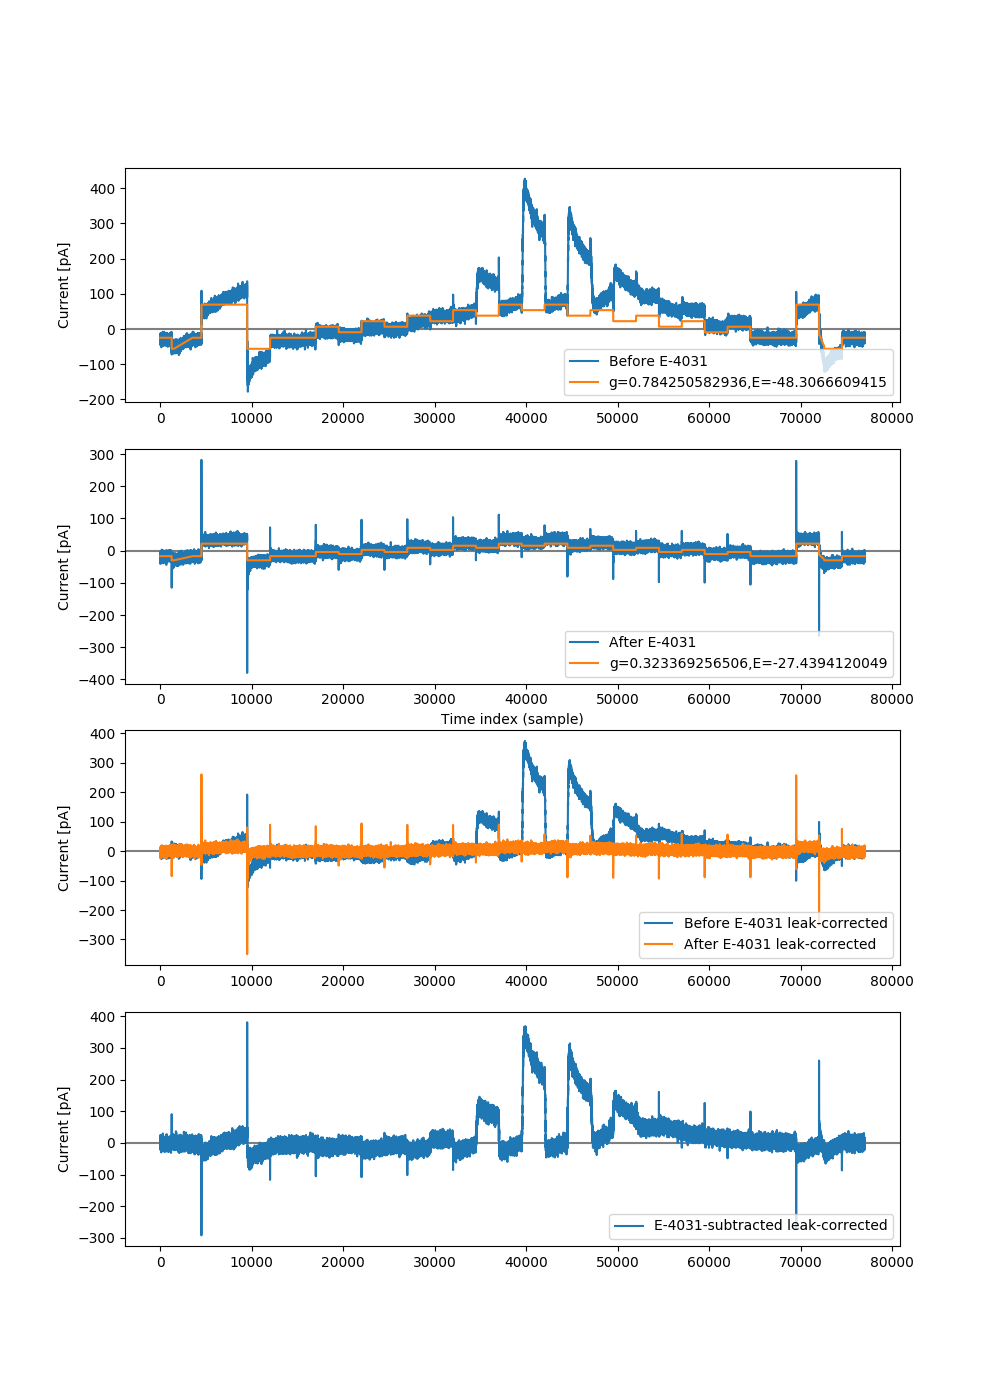 400
300
200
100
0
−100
−200
Current [pA]
Before E-4031
g=0.784250582936,E=-48.3066609415
0 10000 20000 30000 40000 50000 60000 70000 80000
300
200
100
0
−100
−200
−300
−400
Current [pA]
After E-4031
g=0.323369256506,E=-27.4394120049
0 10000 20000 30000 40000 50000 60000 70000 80000
Time index (sample)
400
300
200
100
0
−100
−200
−300
Current [pA]
Before E-4031 leak-corrected
After E-4031 leak-corrected
0 10000 20000 30000 40000 50000 60000 70000 80000
400
300
200
100
0
−100
−200
−300
Current [pA]
E-4031-subtracted leak-corrected
0 10000 20000 30000 40000 50000 60000 70000 80000